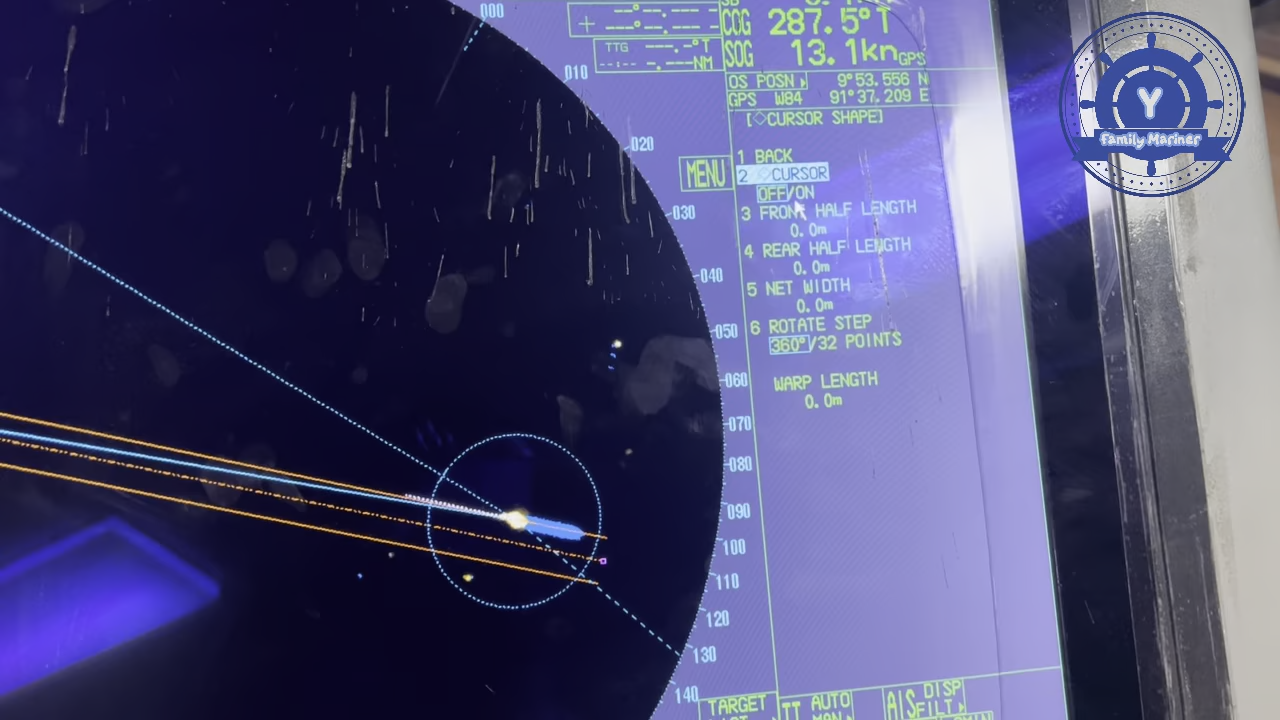 000
010
020
030
040
050
060
070
080
090
100
110
120
130
140
+
--°--.---
---°--.---
TTG ---.-°T
--:-- -.---NM
COG 287.5°T
SOG 13.1kn GPS
OS POSN 9°53.556 N
GPS W84 91°37.209 E
[◇CURSOR SHAPE]
MENU
1 BACK
2 ◇CURSOR
OFF/ON
3 FRONT HALF LENGTH
0.0m
4 REAR HALF LENGTH
0.0m
5 NET WIDTH
0.0m
6 ROTATE STEP
360°/32 POINTS
WARP LENGTH
0.0m
TARGET
TT AUTO
MAN
AIS DISP
FILT
Y
Family Mariner